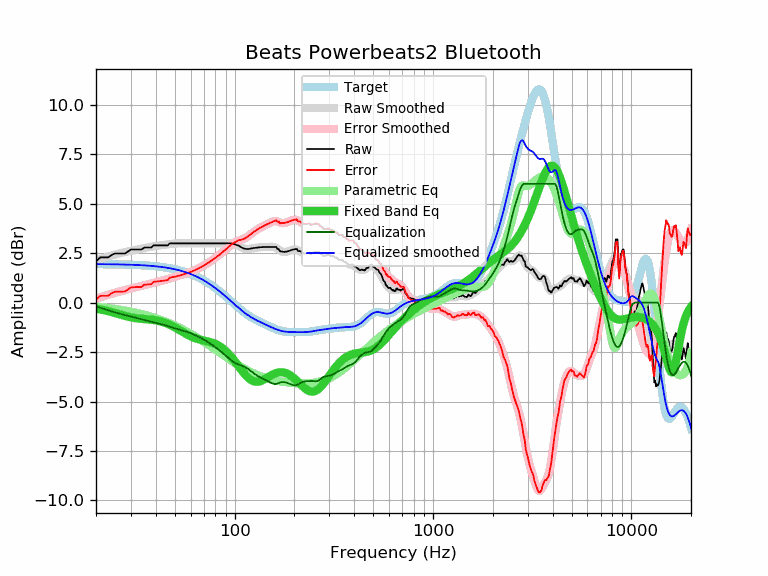 Beats Powerbeats2 Bluetooth
Target
Raw Smoothed
Error Smoothed
Raw
Error
Parametric Eq
Fixed Band Eq
Equalization
Equalized smoothed
10.0
7.5
5.0
2.5
0.0
−2.5
−5.0
−7.5
−10.0
Amplitude (dBr)
100
1000
10000
Frequency (Hz)